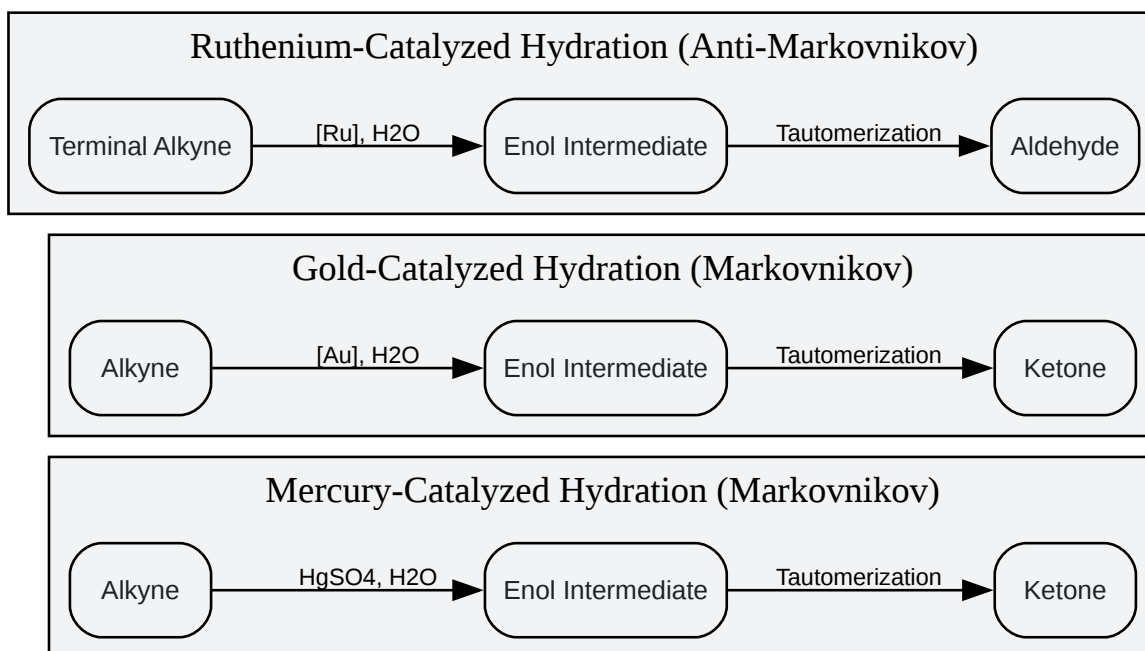 Ruthenium-Catalyzed Hydration (Anti-Markovnikov)
Terminal Alkyne
[Ru], H2O
Enol Intermediate
Tautomerization
Aldehyde
Gold-Catalyzed Hydration (Markovnikov)
Alkyne
[Au], H2O
Enol Intermediate
Tautomerization
Ketone
Mercury-Catalyzed Hydration (Markovnikov)
Alkyne
HgSO4, H2O
Enol Intermediate
Tautomerization
Ketone